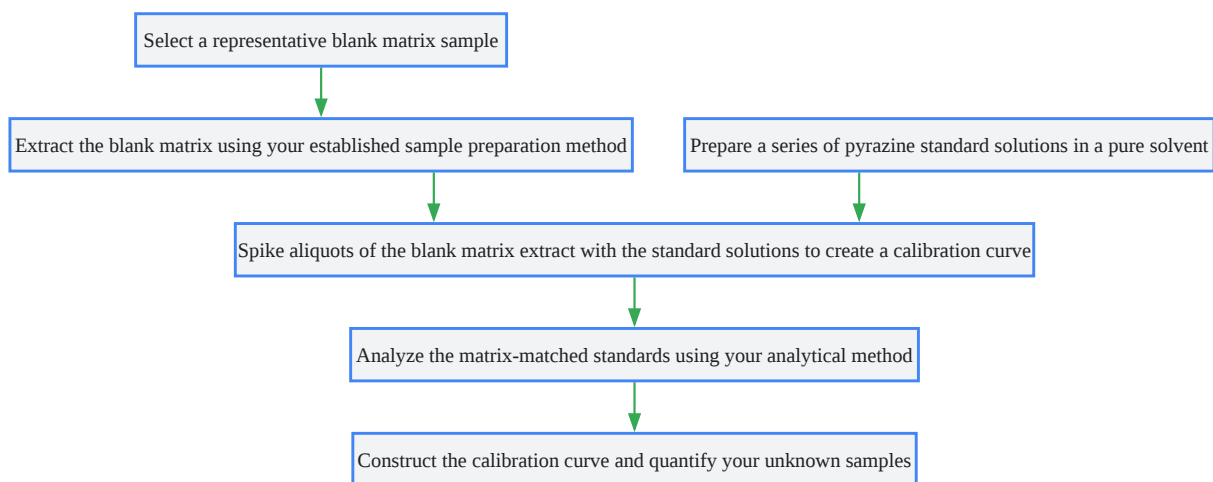 Select a representative blank matrix sample
Extract the blank matrix using your established sample preparation method
Prepare a series of pyrazine standard solutions in a pure solvent
Spike aliquots of the blank matrix extract with the standard solutions to create a calibration curve
Analyze the matrix-matched standards using your analytical method
Construct the calibration curve and quantify your unknown samples